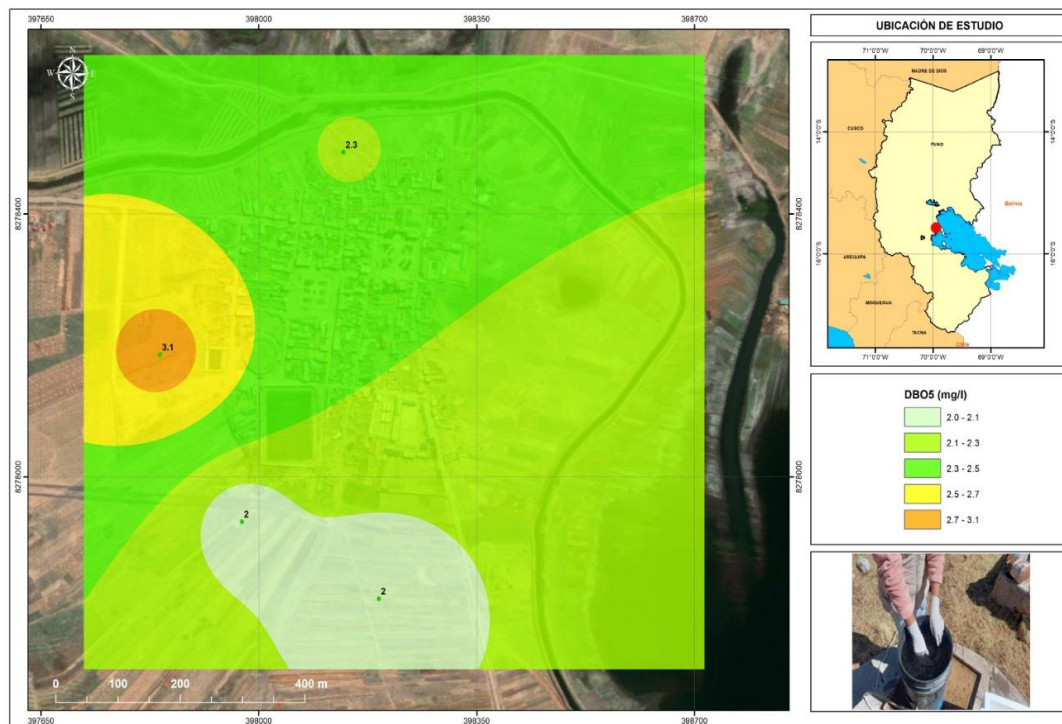 397650 398000 398350 398700
N
W E
S
2.3
8278400 8278400
3.1
8278000 8278000
2
2
0 100 200 400 m
397650 398000 398350 398700
UBICACIÓN DE ESTUDIO
71°0'0"W 70°0'0"W 69°0'0"W
MADRE DE DIOS
14°0'0"S 14°0'0"S
CUSCO
PUNO
Bolivia
16°0'0"S 16°0'0"S
AREQUIPA
MOQUEGUA
TACNA
Chile
71°0'0"W 70°0'0"W 69°0'0"W
DBO5 (mg/l)
2.0 - 2.1
2.1 - 2.3
2.3 - 2.5
2.5 - 2.7
2.7 - 3.1